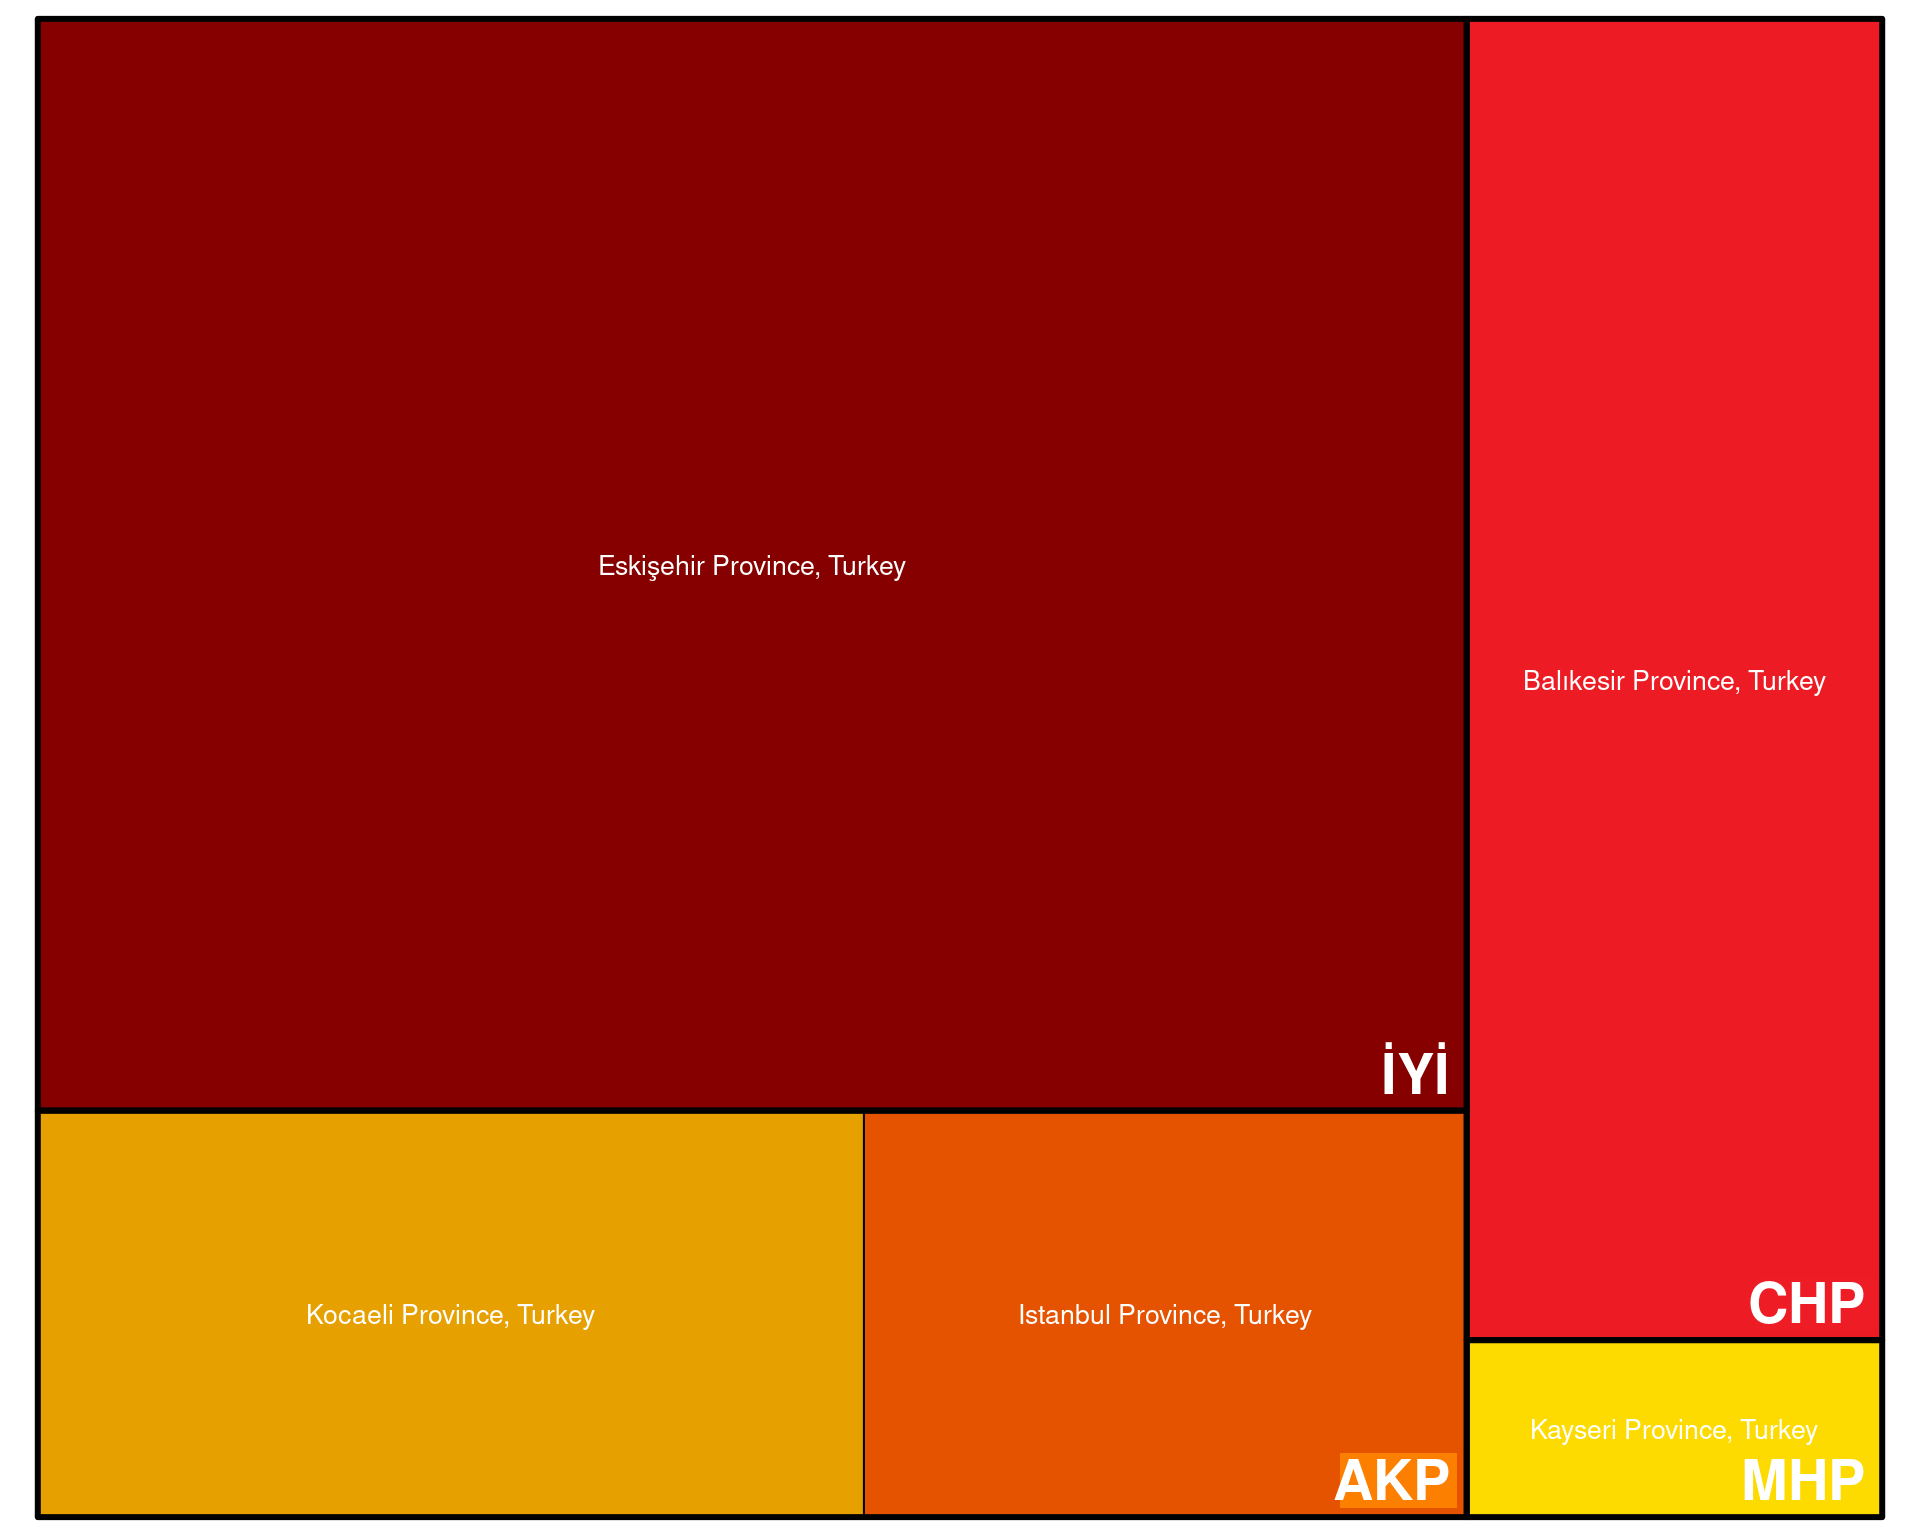 Eskişehir Province, Turkey
İYİ
Balıkesir Province, Turkey
CHP
Kocaeli Province, Turkey
Istanbul Province, Turkey
AKP
Kayseri Province, Turkey
MHP